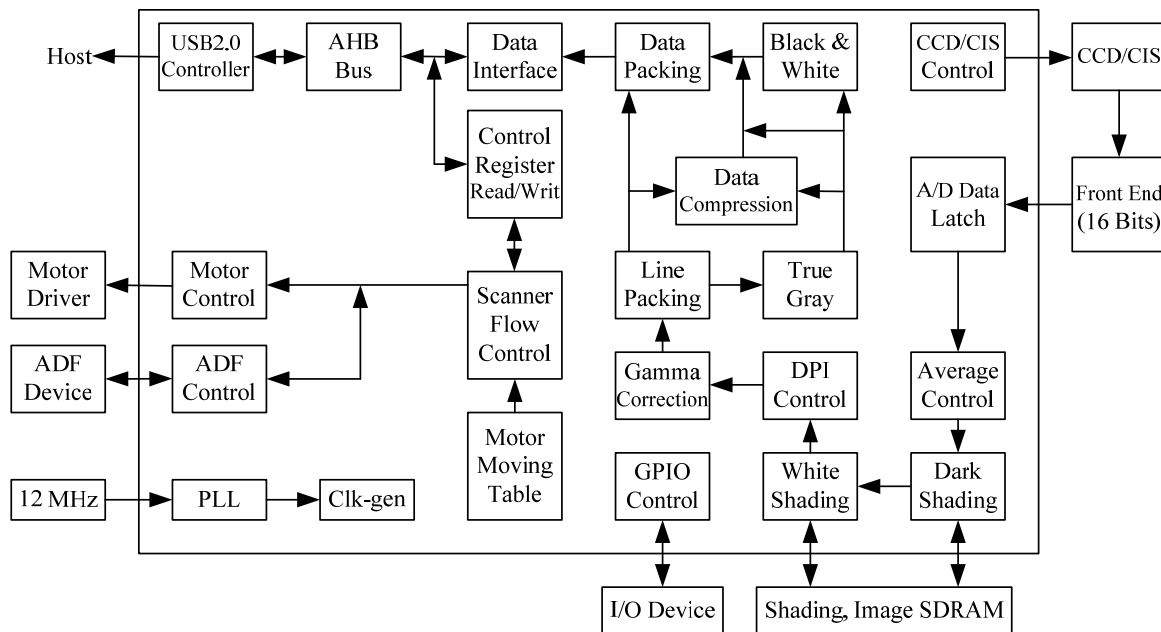 Host
USB2.0
Controller
AHB
Bus
Data
Interface
Data
Packing
Black &
White
CCD/CIS
Control
CCD/CIS
Control
Register
Read/Writ
Data
Compression
A/D Data
Latch
Front End
(16 Bits)
Motor
Driver
Motor
Control
Scanner
Flow
Control
Line
Packing
True
Gray
ADF
Device
ADF
Control
Gamma
Correction
DPI
Control
Average
Control
Motor
Moving
Table
GPIO
Control
White
Shading
Dark
Shading
12 MHz
PLL
Clk-gen
I/O Device
Shading, Image SDRAM